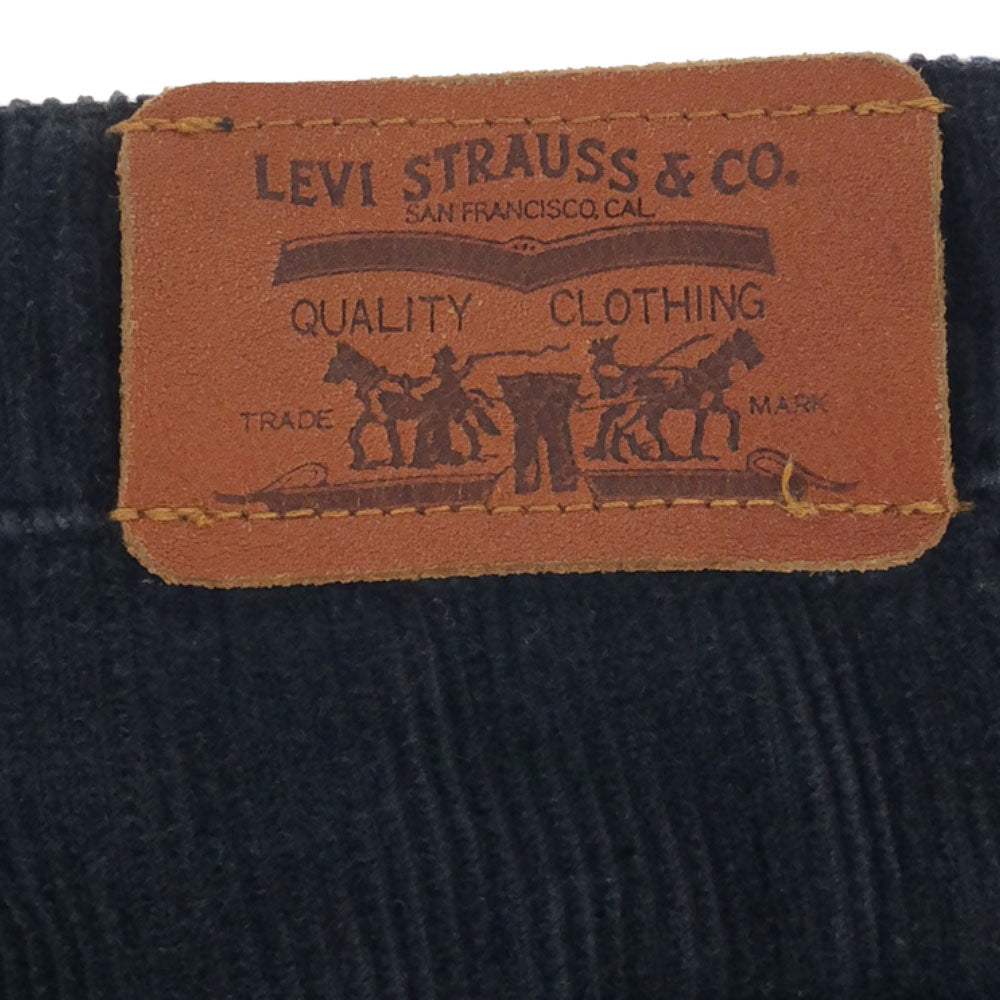 LEVI STRAUSS & CO.
SAN FRANCISCO, CAL.
QUALITY CLOTHING
TRADE MARK